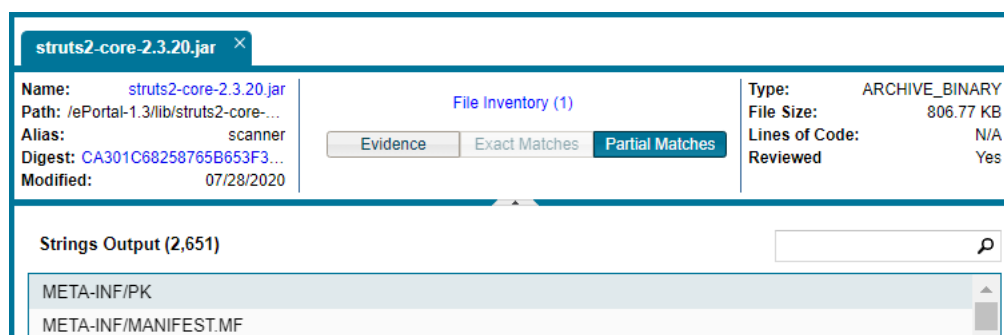 struts2-core-2.3.20.jar ×
Name: struts2-core-2.3.20.jar
Path: /ePortal-1.3/lib/struts2-core-...
Alias: scanner
Digest: CA301C68258765B653F3...
Modified: 07/28/2020
File Inventory (1)
Evidence Exact Matches Partial Matches
Type: ARCHIVE_BINARY
File Size: 806.77 KB
Lines of Code: N/A
Reviewed Yes
Strings Output (2,651)
META-INF/PK
META-INF/MANIFEST.MF